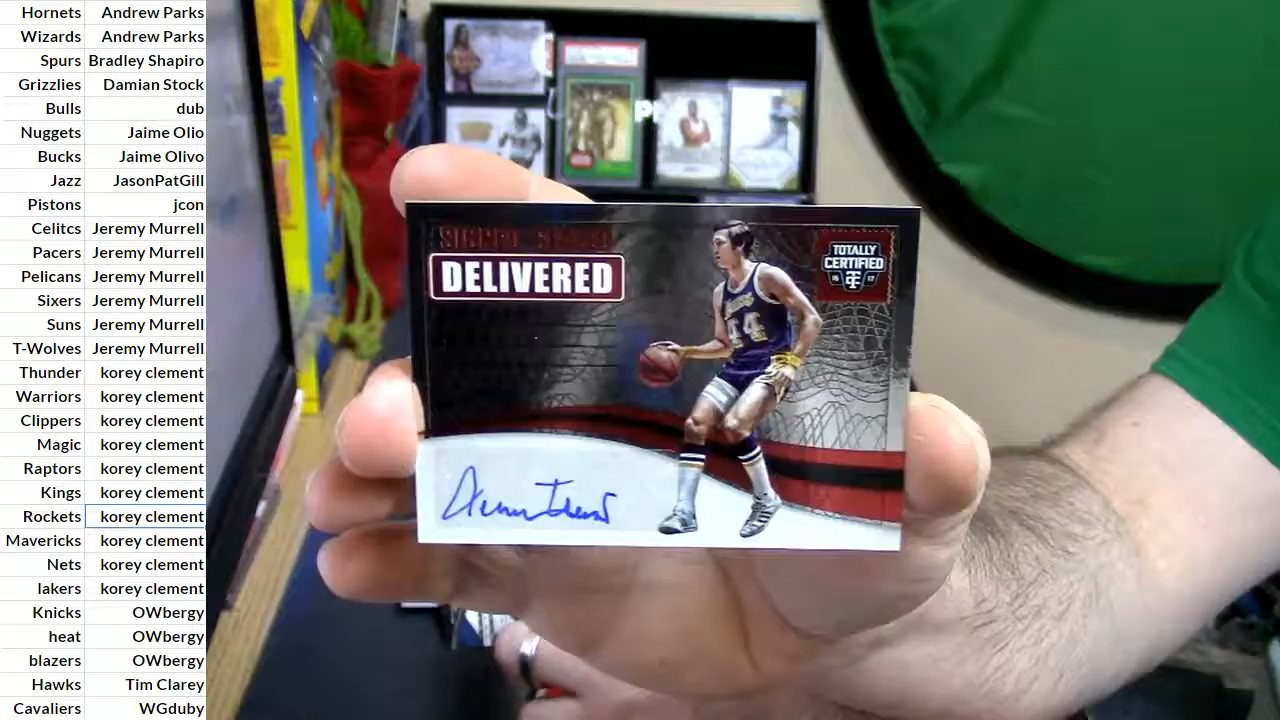 Hornets Andrew Parks
Wizards Andrew Parks
Spurs Bradley Shapiro
Grizzlies Damian Stock
Bulls dub
Nuggets Jaime Olio
Bucks Jaime Olivo
Jazz JasonPatGill
Pistons jcon
Celitcs Jeremy Murrell
Pacers Jeremy Murrell
Pelicans Jeremy Murrell
Sixers Jeremy Murrell
Suns Jeremy Murrell
T-Wolves Jeremy Murrell
Thunder korey clement
Warriors korey clement
Clippers korey clement
Magic korey clement
Raptors korey clement
Kings korey clement
Rockets korey clement
Mavericks korey clement
Nets korey clement
lakers korey clement
Knicks OWbergy
heat OWbergy
blazers OWbergy
Hawks Tim Clarey
Cavaliers WGduby
DELIVERED
TOTALLY
CERTIFIED
16 17
44